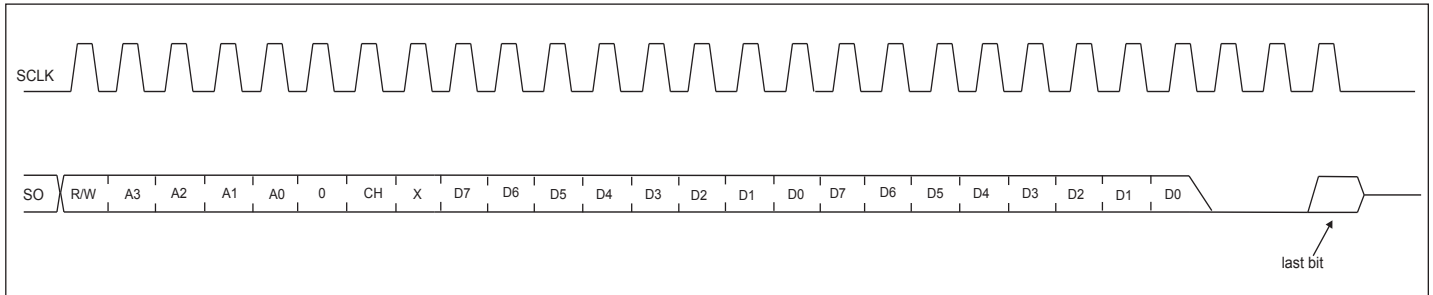 SCLK
SO R/W A3 A2 A1 A0 0 CH X D7 D6 D5 D4 D3 D2 D1 D0 D7 D6 D5 D4 D3 D2 D1 D0
last bit